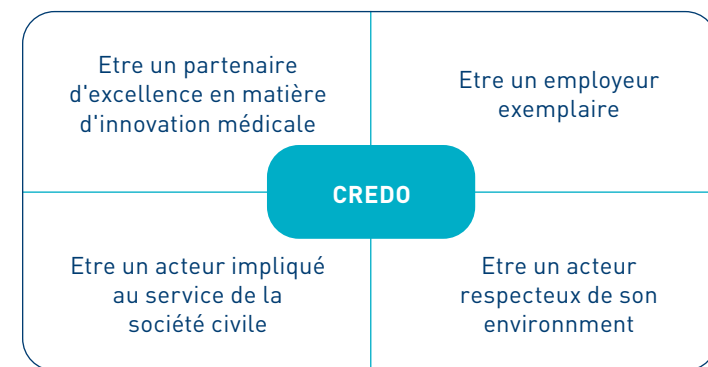 Etre un partenaire
d'excellence en matière
d'innovation médicale
Etre un employeur
exemplaire
CREDO
Etre un acteur impliqué
au service de la
société civile
Etre un acteur
respecteux de son
environnment